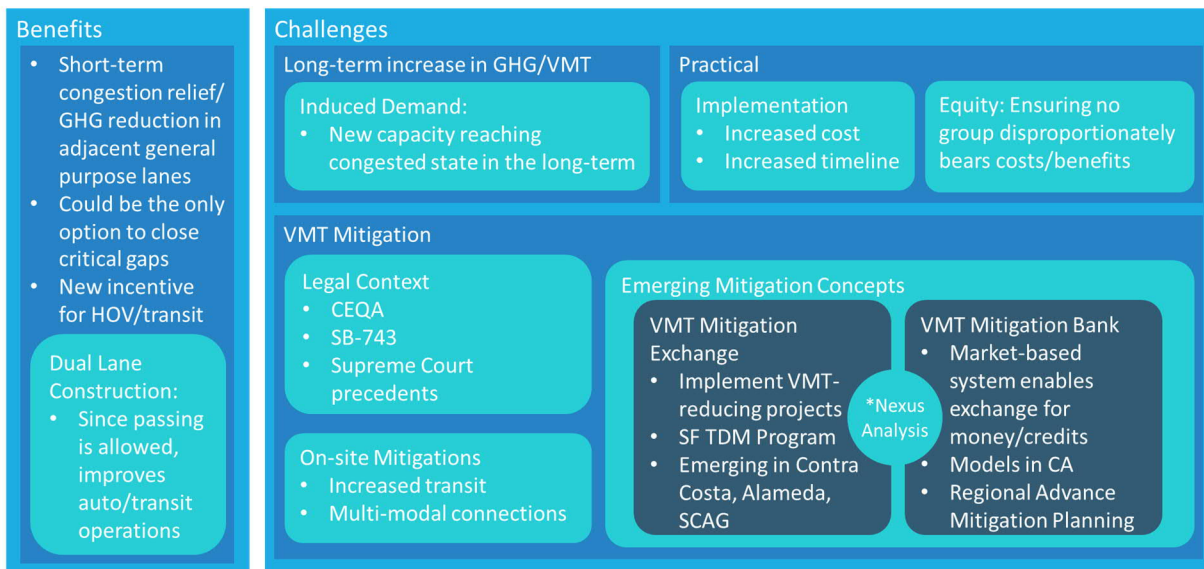 Benefits
• Short-term
congestion relief/
GHG reduction in
adjacent general
purpose lanes
• Could be the only
option to close
critical gaps
• New incentive
for HOV/transit
Dual Lane
Construction:
• Since passing
is allowed,
improves
auto/transit
operations
Challenges
Long-term increase in GHG/VMT
Induced Demand:
• New capacity reaching
congested state in the long-term
Practical
Implementation
• Increased cost
• Increased timeline
Equity: Ensuring no
group disproportionately
bears costs/benefits
VMT Mitigation
Legal Context
• CEQA
• SB-743
• Supreme Court
precedents
On-site Mitigations
• Increased transit
• Multi-modal connections
Emerging Mitigation Concepts
VMT Mitigation
Exchange
• Implement VMT-
reducing projects
• SF TDM Program
• Emerging in Contra
Costa, Alameda,
SCAG
*Nexus
Analysis
VMT Mitigation Bank
• Market-based
system enables
exchange for
money/credits
• Models in CA
• Regional Advance
Mitigation Planning